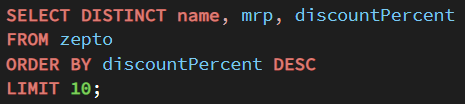 SELECT DISTINCT name, mrp, discountPercent
FROM zepto
ORDER BY discountPercent DESC
LIMIT 10;